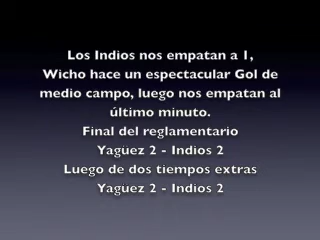 Los Indios nos empatan a 1,
Wicho hace un espectacular Gol de
medio campo, luego nos empatan al
último minuto.
Final del reglamentario
Yaguez 2 - Indios 2
Luego de dos tiempos extras
Yaguez 2 - Indios 2